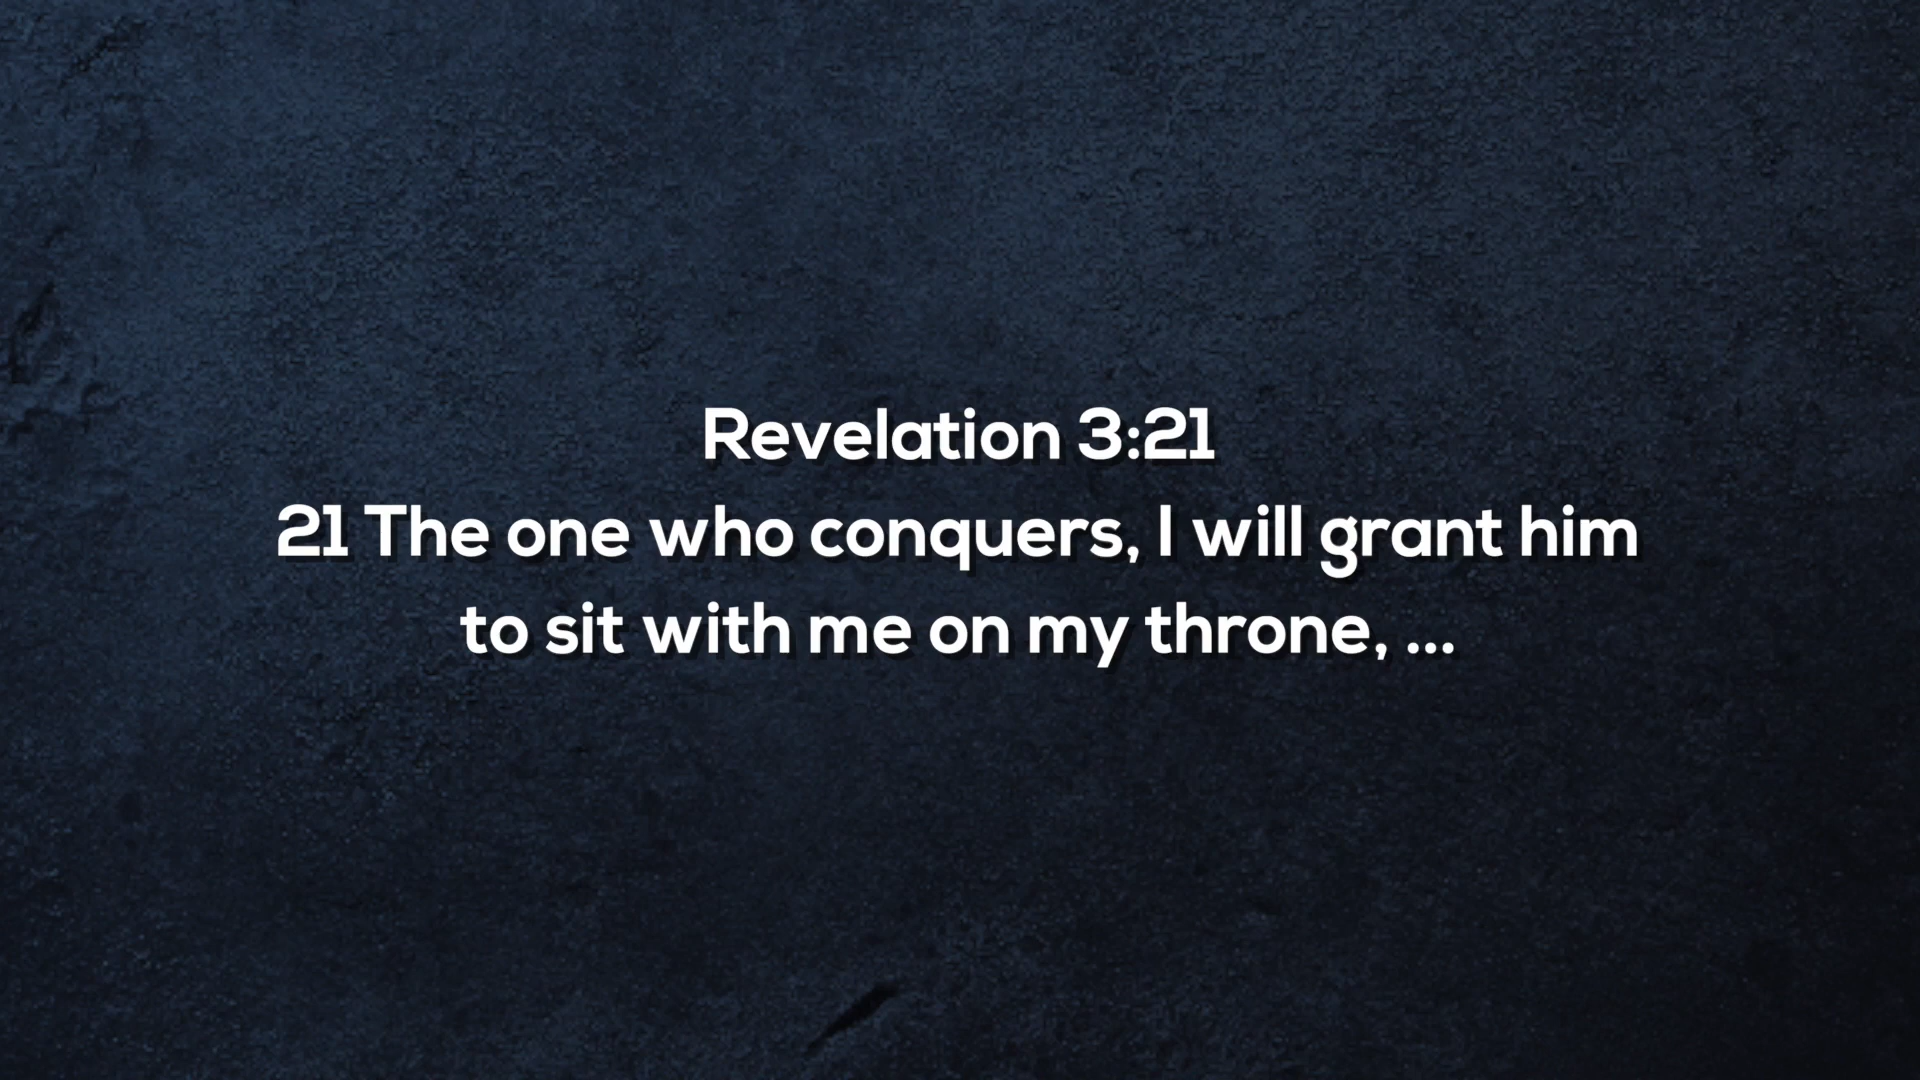 Revelation 3:21
21 The one who conquers, I will grant him
to sit with me on my throne, ...